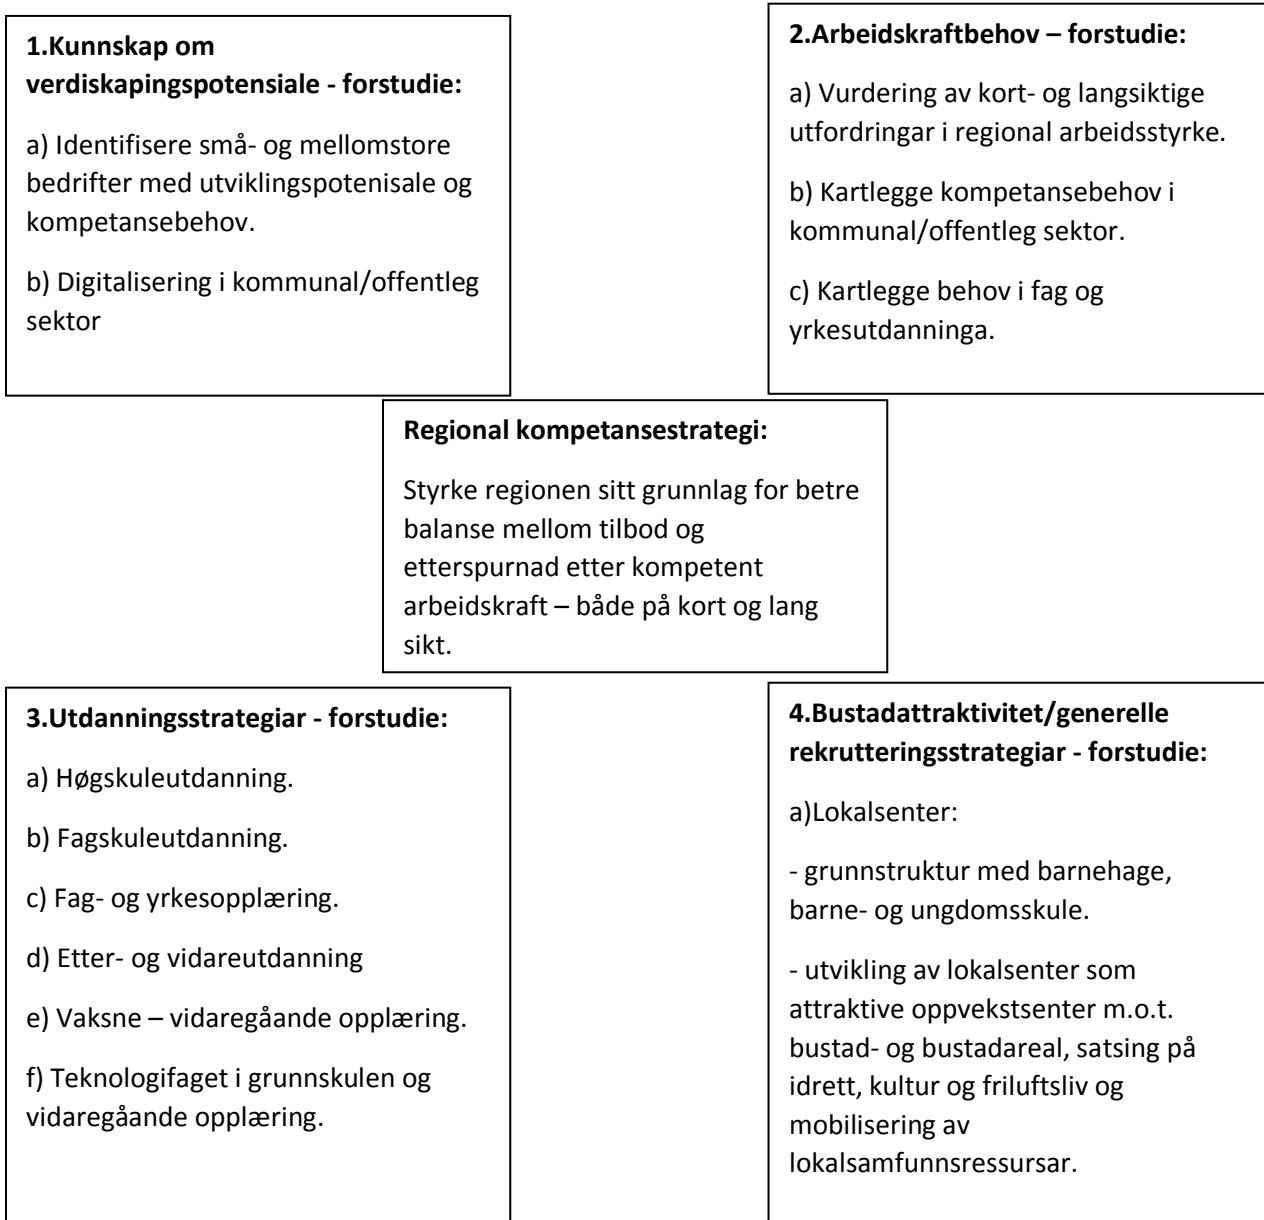 1.Kunnskap om
verdiskapingspotensiale - forstudie:
a) Identifisere små- og mellomstore
bedrifter med utviklingspotenisale og
kompetansebehov.
b) Digitalisering i kommunal/offentleg
sektor
2.Arbeidskraftbehov – forstudie:
a) Vurdering av kort- og langsiktige
utfordringar i regional arbeidsstyrke.
b) Kartlegge kompetansebehov i
kommunal/offentleg sektor.
c) Kartlegge behov i fag og
yrkesutdanninga.
Regional kompetansestrategi:
Styrke regionen sitt grunnlag for betre
balanse mellom tilbod og
etterspurnad etter kompetent
arbeidskraft – både på kort og lang
sikt.
3.Utdanningsstrategiar - forstudie:
a) Høgskuleutdanning.
b) Fagskuleutdanning.
c) Fag- og yrkesopplæring.
d) Etter- og vidareutdanning
e) Vaksne – vidaregåande opplæring.
f) Teknologifaget i grunnskulen og
vidaregåande opplæring.
4.Bustadattraktivitet/generelle
rekrutteringsstrategiar - forstudie:
a)Lokalsenter:
- grunnstruktur med barnehage,
barne- og ungdomsskule.
- utvikling av lokalsenter som
attraktive oppvekstsenter m.o.t.
bustad- og bustadareal, satsing på
idrett, kultur og friluftsliv og
mobilisering av
lokalsamfunnsressursar.